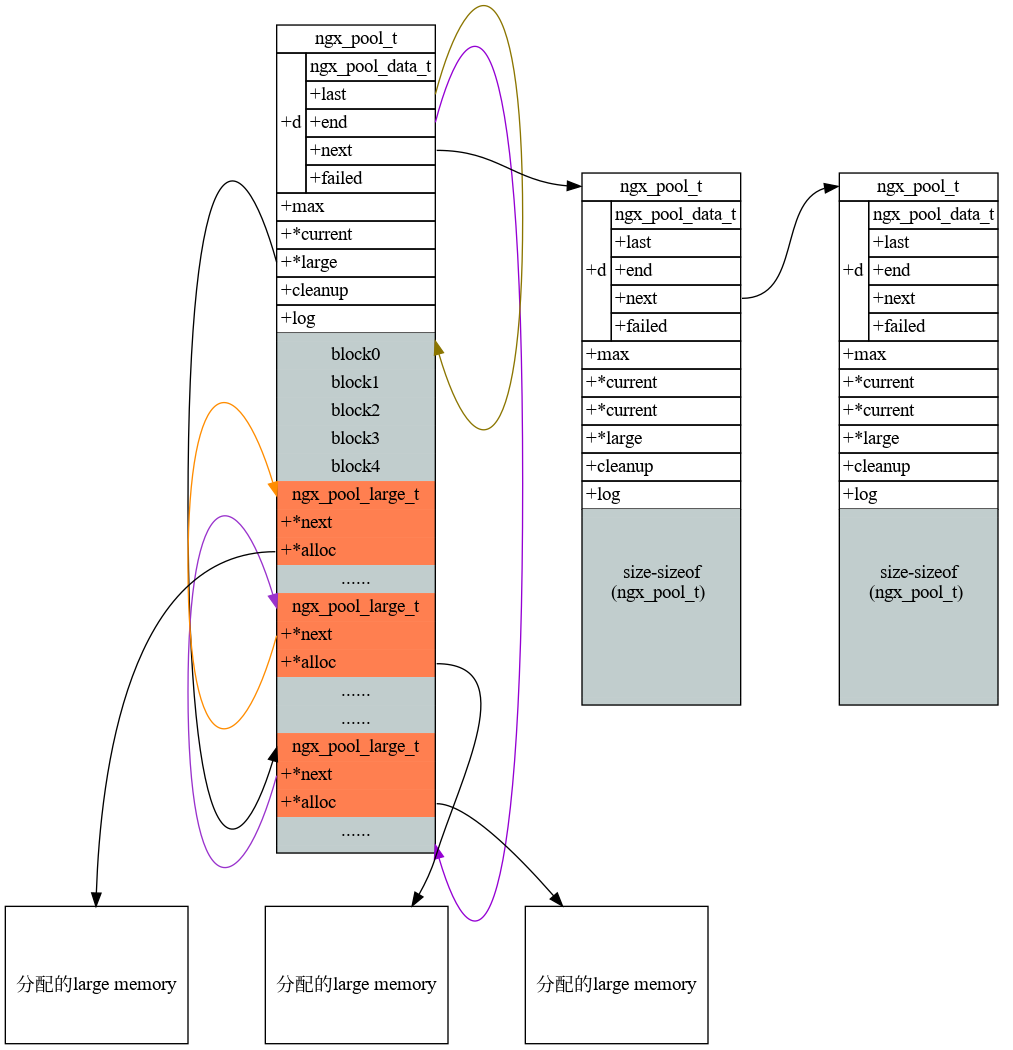 ngx_pool_t
ngx_pool_data_t
+last
+d
+end
+next
+failed
+max
+*current
+*large
+cleanup
+log
block0
block1
block2
block3
block4
ngx_pool_large_t
+*next
+*alloc
......
ngx_pool_large_t
+*next
+*alloc
......
......
ngx_pool_large_t
+*next
+*alloc
......
ngx_pool_t
ngx_pool_data_t
+last
+d
+end
+next
+failed
+max
+*current
+*current
+*large
+cleanup
+log
size-sizeof
(ngx_pool_t)
ngx_pool_t
ngx_pool_data_t
+last
+d
+end
+next
+failed
+max
+*current
+*current
+*large
+cleanup
+log
size-sizeof
(ngx_pool_t)
分配的large memory
分配的large memory
分配的large memory